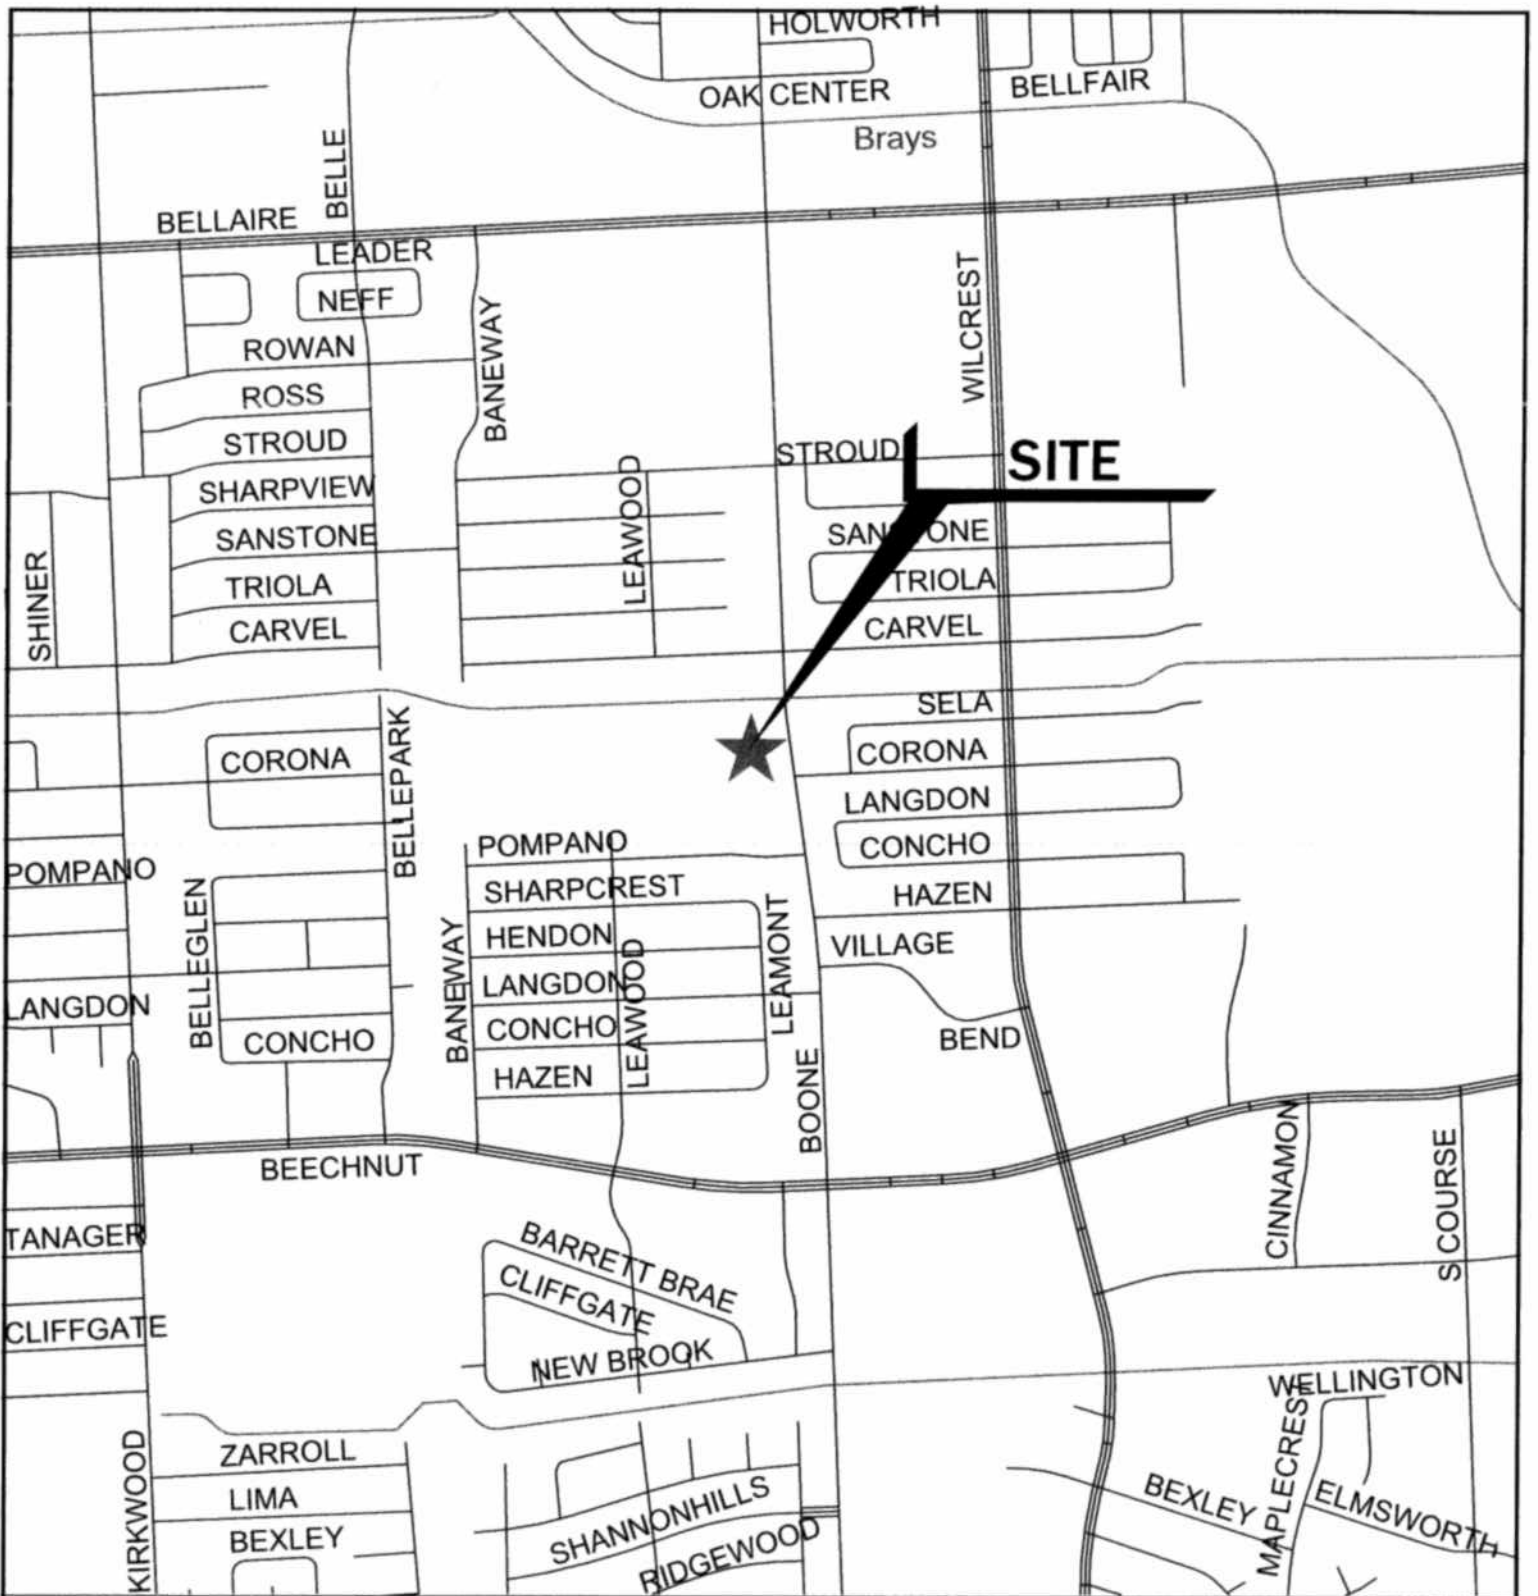 HOLWORTH
OAK CENTER
BELLFAIR
Brays
BELLE
BELLAIRE
LEADER
NEFF
WILCREST
BANEWAY
ROWAN
ROSS
STROUD
STROUD
SITE
SHARPVIEW
LEAWOOD
SANSTONE
SANSTONE
SHINER
TRIOLA
TRIOLA
CARVEL
CARVEL
SELA
CORONA
CORONA
BELLEPARK
LANGDON
POMPANO
CONCHO
POMPANO
SHARPCREST
HAZEN
BELLEGLEN
HENDON
LEAMONT
VILLAGE
BANEWAY
LANGDON
LEAWOOD
LANGDON
CONCHO
CONCHO
BEND
HAZEN
BOONE
BEECHNUT
CINNAMON
S COURSE
TANAGER
BARRETT BRAE
CLIFFGATE
CLIFFGATE
NEW BROOK
WELLINGTON
KIRKWOOD
ZARROLL
MAPLECREST
LIMA
BEXLEY
ELMSWORTH
SHANNONHILLS
BEXLEY
RIDGEWOOD